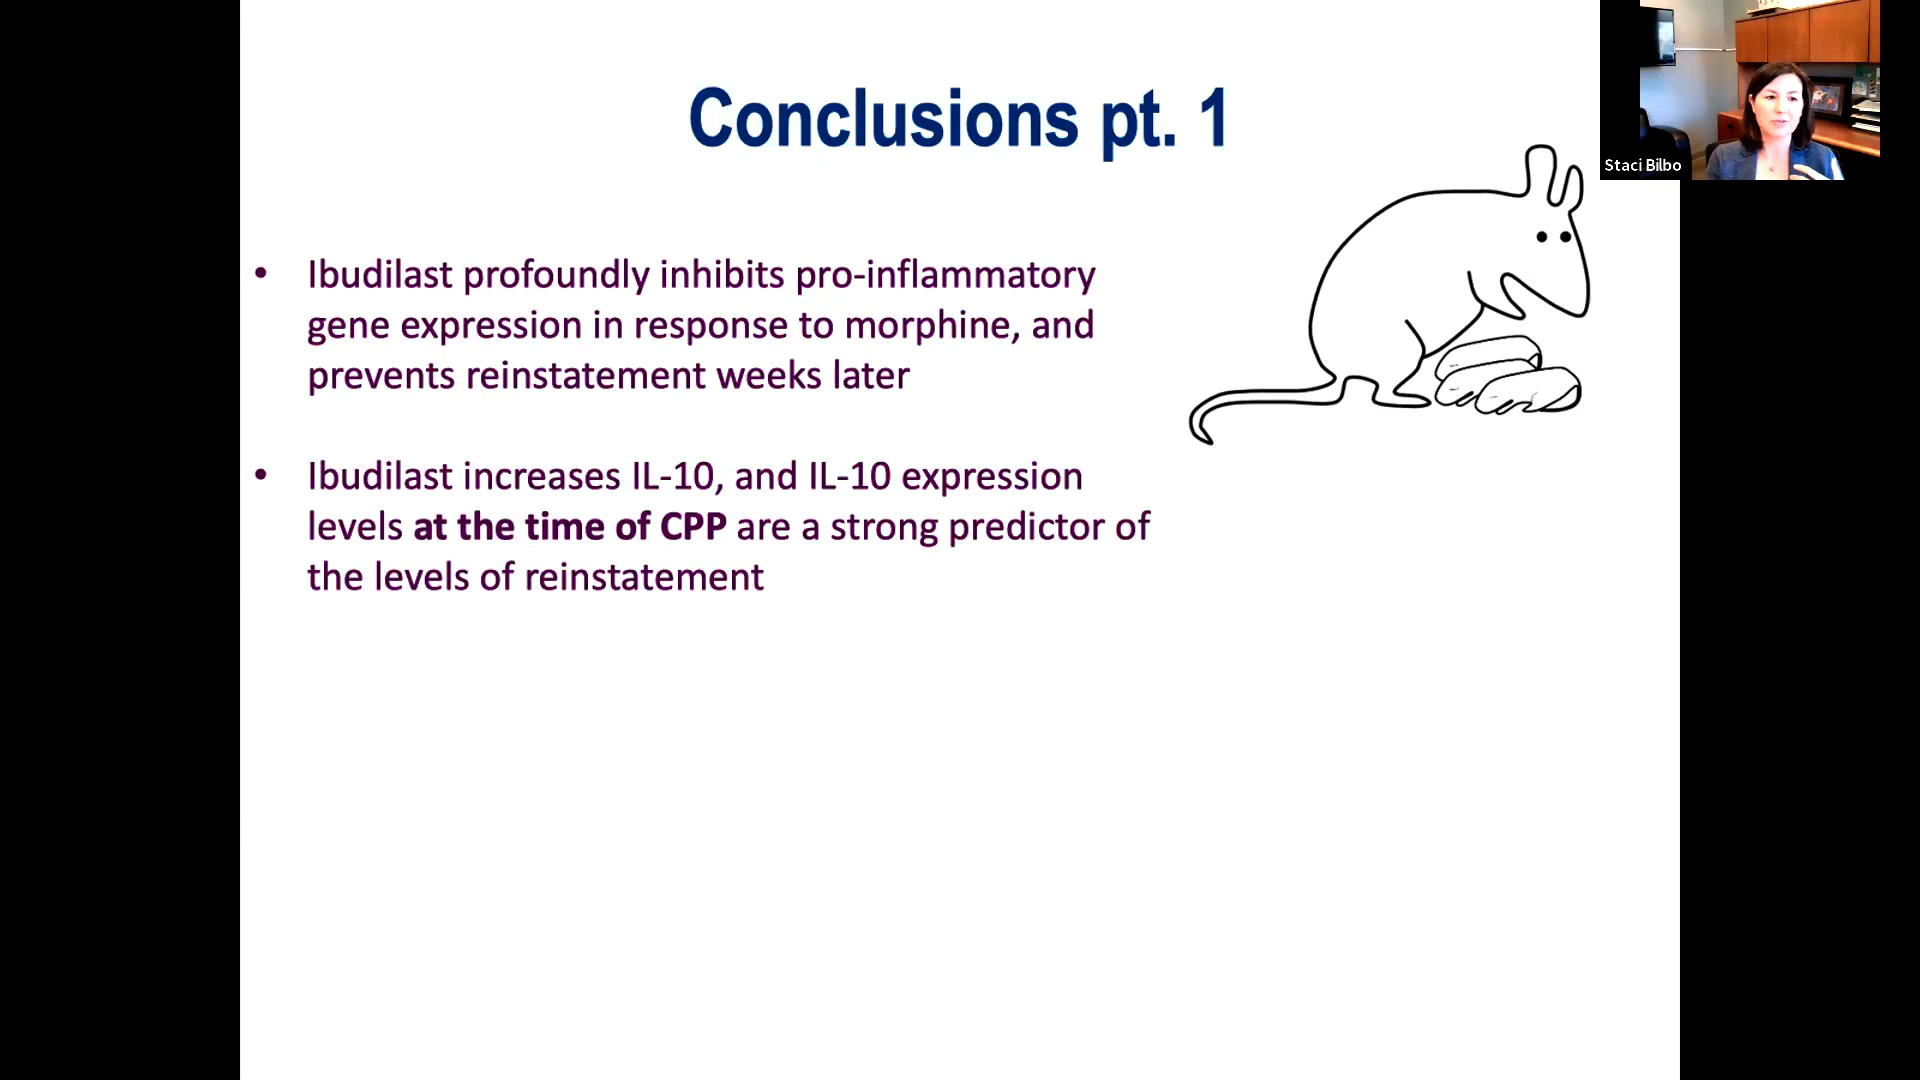 Conclusions pt. 1
Staci Bilbo
• Ibudilast profoundly inhibits pro-inflammatory
gene expression in response to morphine, and
prevents reinstatement weeks later
• Ibudilast increases IL-10, and IL-10 expression
levels at the time of CPP are a strong predictor of
the levels of reinstatement